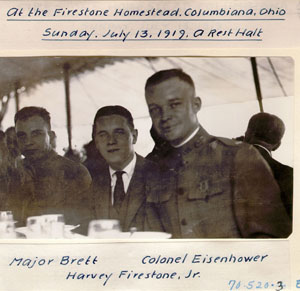 At the Firestone Homestead, Columbiana, Ohio
Sunday, July 13, 1919, A Rest Halt
Major Brett Colonel Eisenhower
Harvey Firestone, Jr.
70-520-3